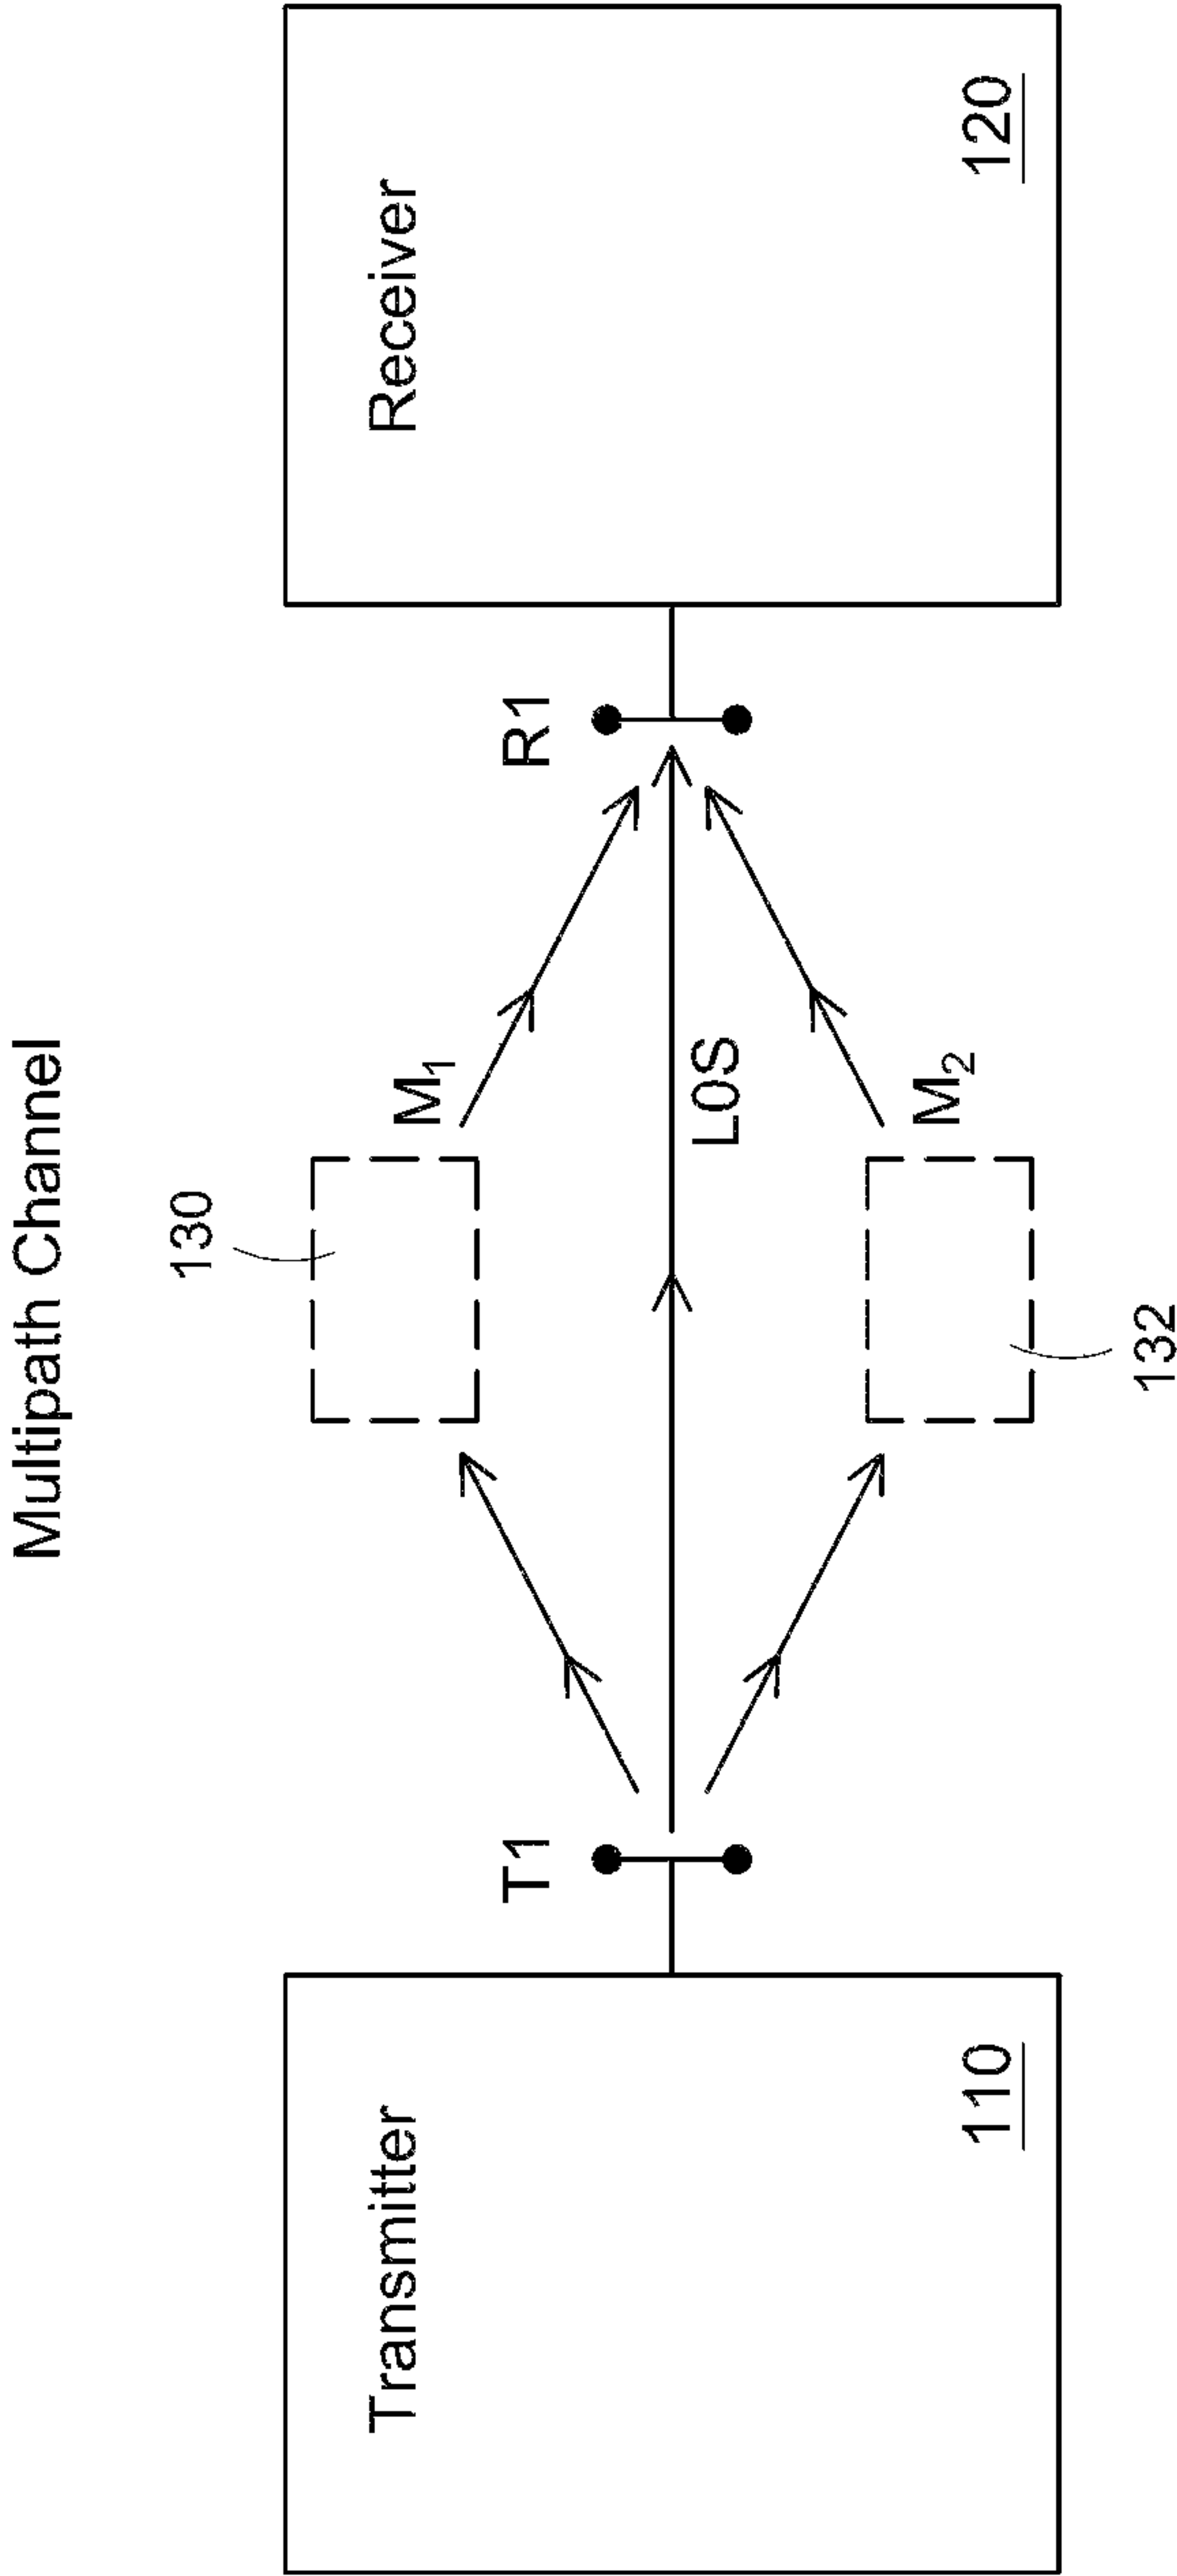 Multipath Channel
130
Transmitter
110
T1
M1
L0S
M2
R1
Receiver
120
132